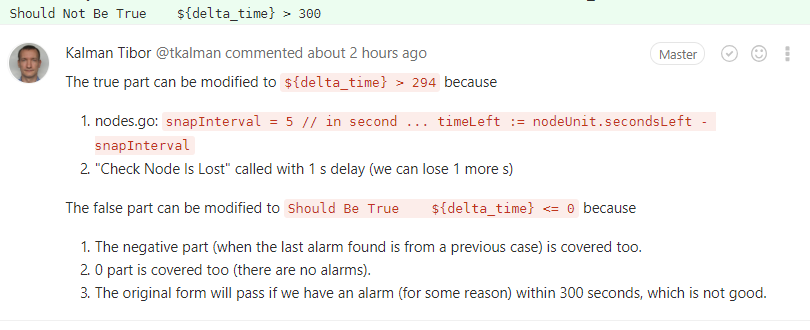 Should Not Be True    ${delta_time} > 300
Kalman Tibor @tkalman commented about 2 hours ago
Master
The true part can be modified to ${delta_time} > 294 because
1. nodes.go: snapInterval = 5 // in second ... timeLeft := nodeUnit.secondsLeft -
snapInterval
2. "Check Node Is Lost" called with 1 s delay (we can lose 1 more s)
The false part can be modified to Should Be True    ${delta_time} <= 0 because
1. The negative part (when the last alarm found is from a previous case) is covered too.
2. 0 part is covered too (there are no alarms).
3. The original form will pass if we have an alarm (for some reason) within 300 seconds, which is not good.